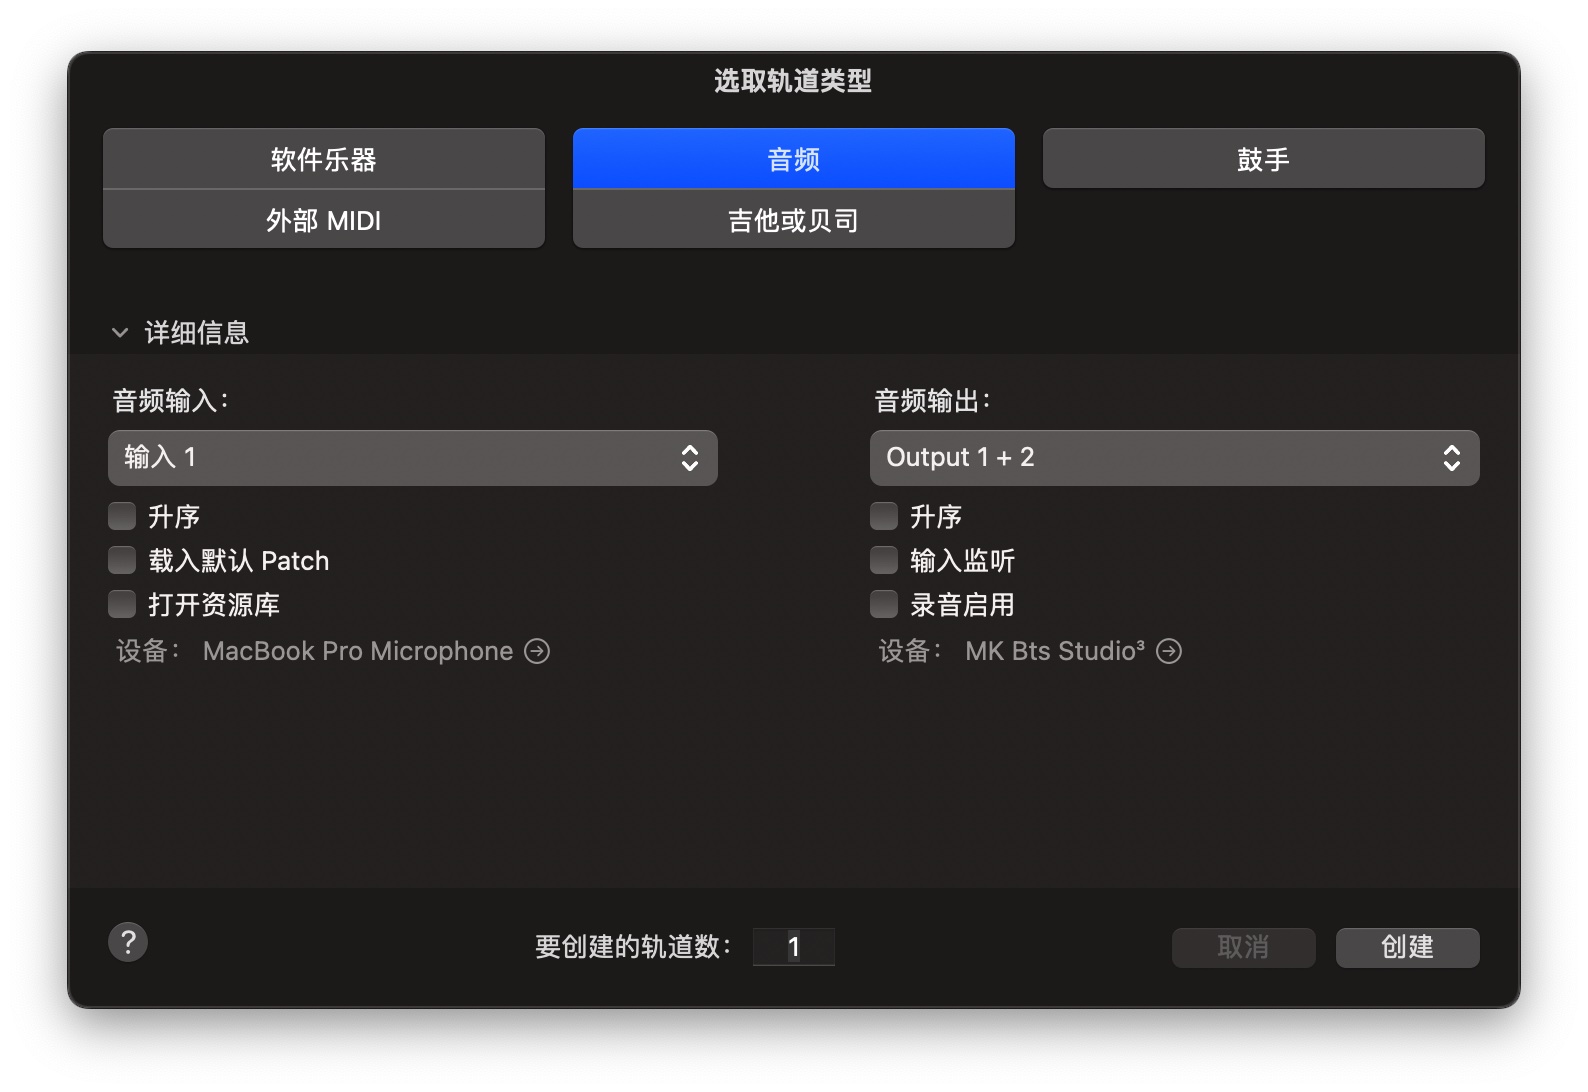 选取轨道类型
软件乐器
音频
鼓手
外部 MIDI
吉他或贝司
详细信息
音频输入：
音频输出：
输入 1
Output 1 + 2
升序
升序
载入默认 Patch
输入监听
打开资源库
录音启用
设备： MacBook Pro Microphone
设备： MK Bts Studio³
?
要创建的轨道数： 1
取消
创建